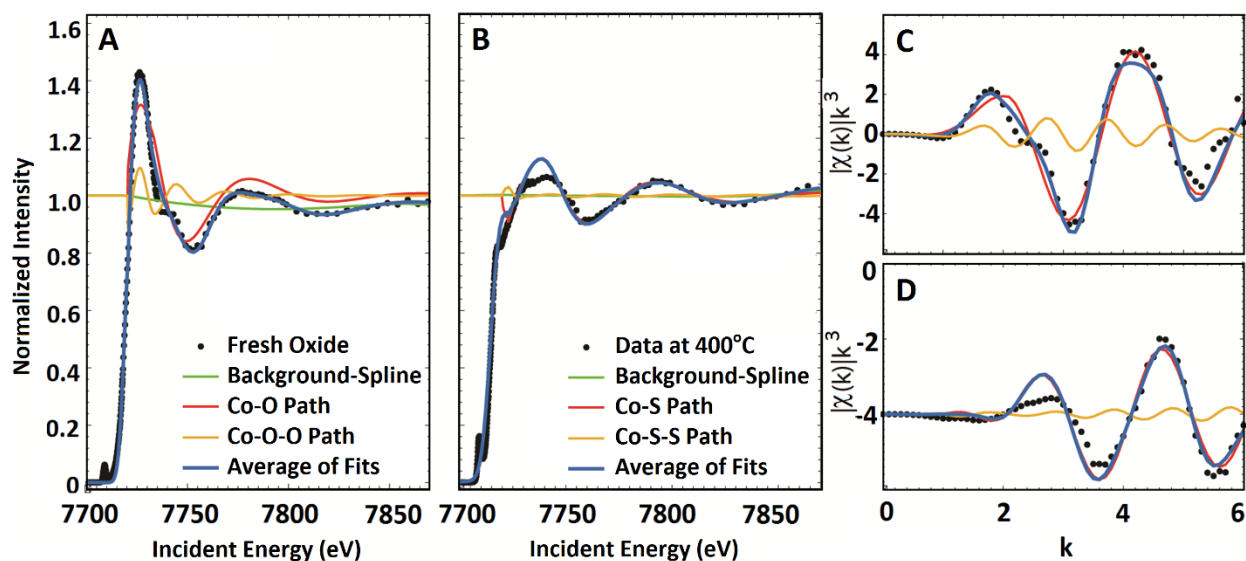 A
B
C
D
Normalized Intensity
1.6
1.4
1.2
1.0
0.8
0.6
0.4
0.2
0
Fresh Oxide
Background-Spline
Co-O Path
Co-O-O Path
Average of Fits
7700
7750
7800
7850
Incident Energy (eV)
Data at 400°C
Background-Spline
Co-S Path
Co-S-S Path
Average of Fits
7700
7750
7800
7850
Incident Energy (eV)
|χ(k)|k³
4
2
0
-2
-4
|χ(k)|k³
0
-2
-4
0
2
4
6
k